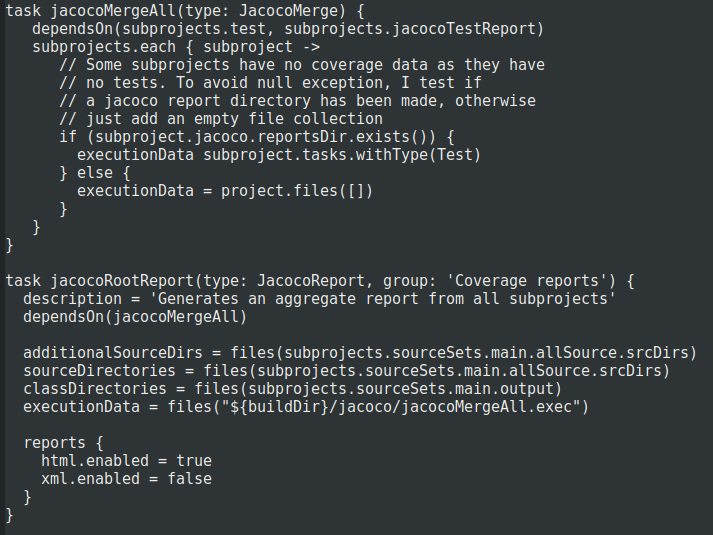 task jacocoMergeAll(type: JacocoMerge) {
   dependsOn(subprojects.test, subprojects.jacocoTestReport)
   subprojects.each { subproject ->
      // Some subprojects have no coverage data as they have
      // no tests. To avoid null exception, I test if
      // a jacoco report directory has been made, otherwise
      // just add an empty file collection
      if (subproject.jacoco.reportsDir.exists()) {
        executionData subproject.tasks.withType(Test)
      } else {
        executionData = project.files([])
      }
   }
}

task jacocoRootReport(type: JacocoReport, group: 'Coverage reports') {
  description = 'Generates an aggregate report from all subprojects'
  dependsOn(jacocoMergeAll)

  additionalSourceDirs = files(subprojects.sourceSets.main.allSource.srcDirs)
  sourceDirectories = files(subprojects.sourceSets.main.allSource.srcDirs)
  classDirectories = files(subprojects.sourceSets.main.output)
  executionData = files("${buildDir}/jacoco/jacocoMergeAll.exec")

  reports {
    html.enabled = true
    xml.enabled = false
  }
}